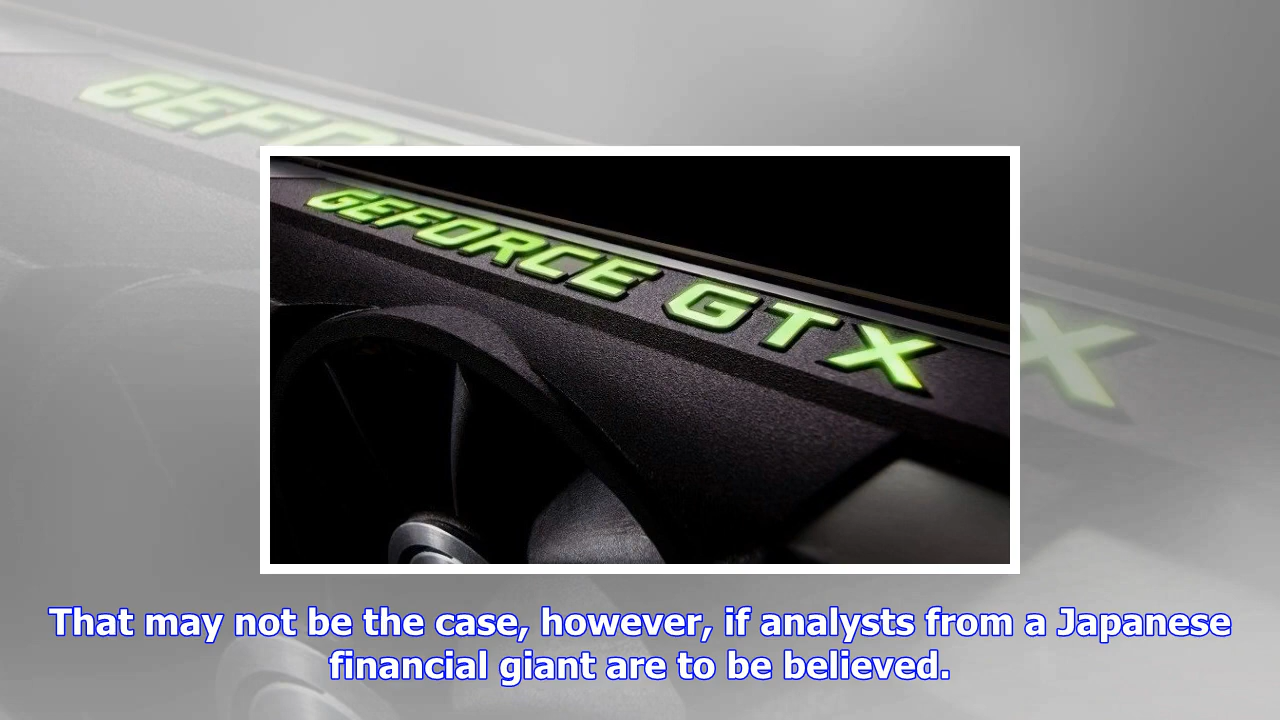 GEFORCE GTX
That may not be the case, however, if analysts from a Japanese
financial giant are to be believed.